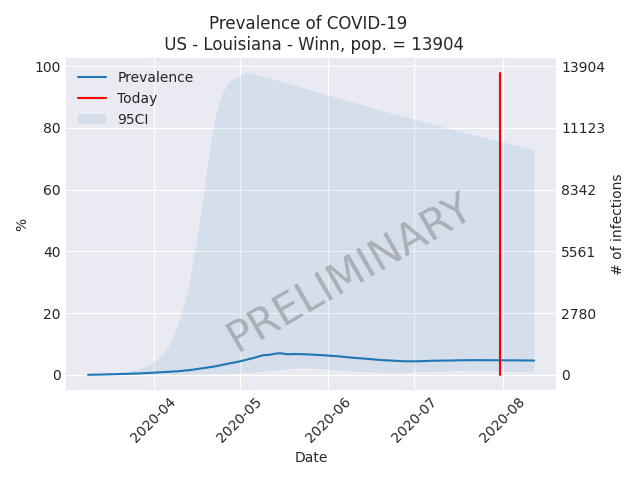 Prevalence of COVID-19
US - Louisiana - Winn, pop. = 13904
100
80
60
40
20
0
%
Prevalence
Today
95CI
PRELIMINARY
13904
11123
8342
5561
2780
0
# of infections
2020-04
2020-05
2020-06
2020-07
2020-08
Date